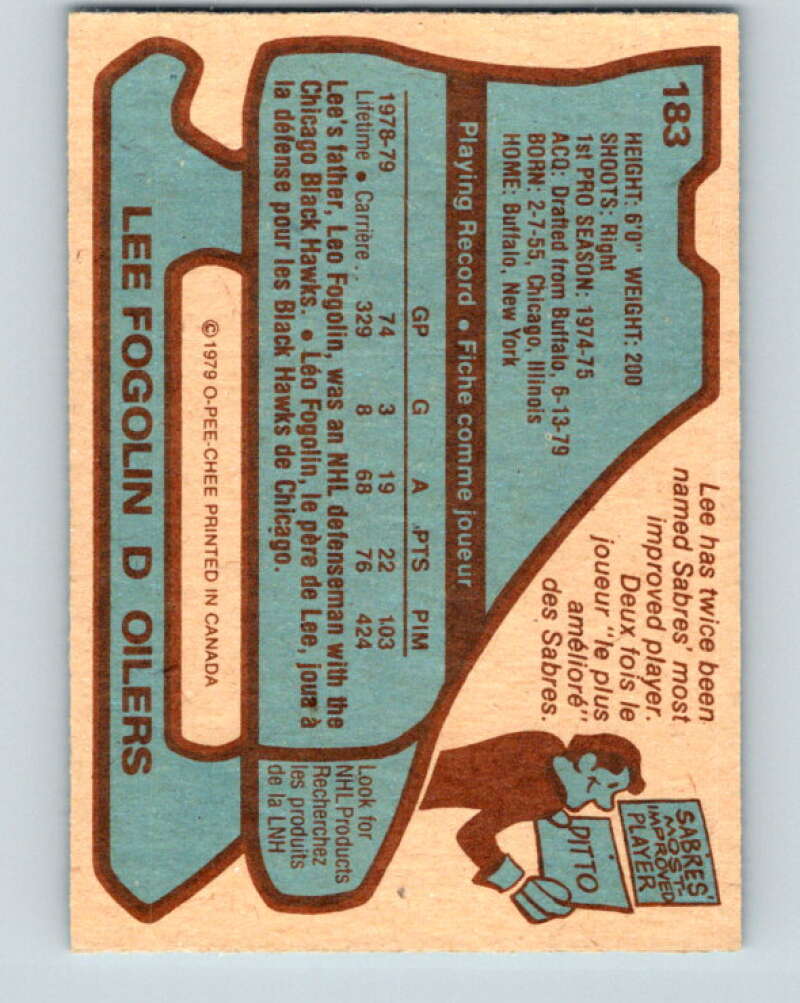 183
HEIGHT: 6'0" WEIGHT: 200
SHOOTS: Right
1st PRO SEASON: 1974-75
ACQ: Drafted from Buffalo, 6-13-79
BORN: 2-7-55, Chicago, Illinois
HOME: Buffalo, New York
Lee has twice been
named Sabres' most
improved player.
Deux fois le
joueur "le plus
amélioré"
des Sabres.
SABRES'
MOST-
IMPROVED
PLAYER
DITTO
Playing Record • Fiche comme joueur
GP G A PTS PIM
1978-79 74 3 19 22 103
Lifetime • Carrière .. 329 8 68 76 424
Lee's father, Leo Fogolin, was an NHL defenseman with the
Chicago Black Hawks. • Léo Fogolin, le père de Lee, joua à
la défense pour les Black Hawks de Chicago.
Look for
NHL Products
Recherchez
les produits
de la LNH
©1979 O-PEE-CHEE PRINTED IN CANADA
LEE FOGOLIN D OILERS